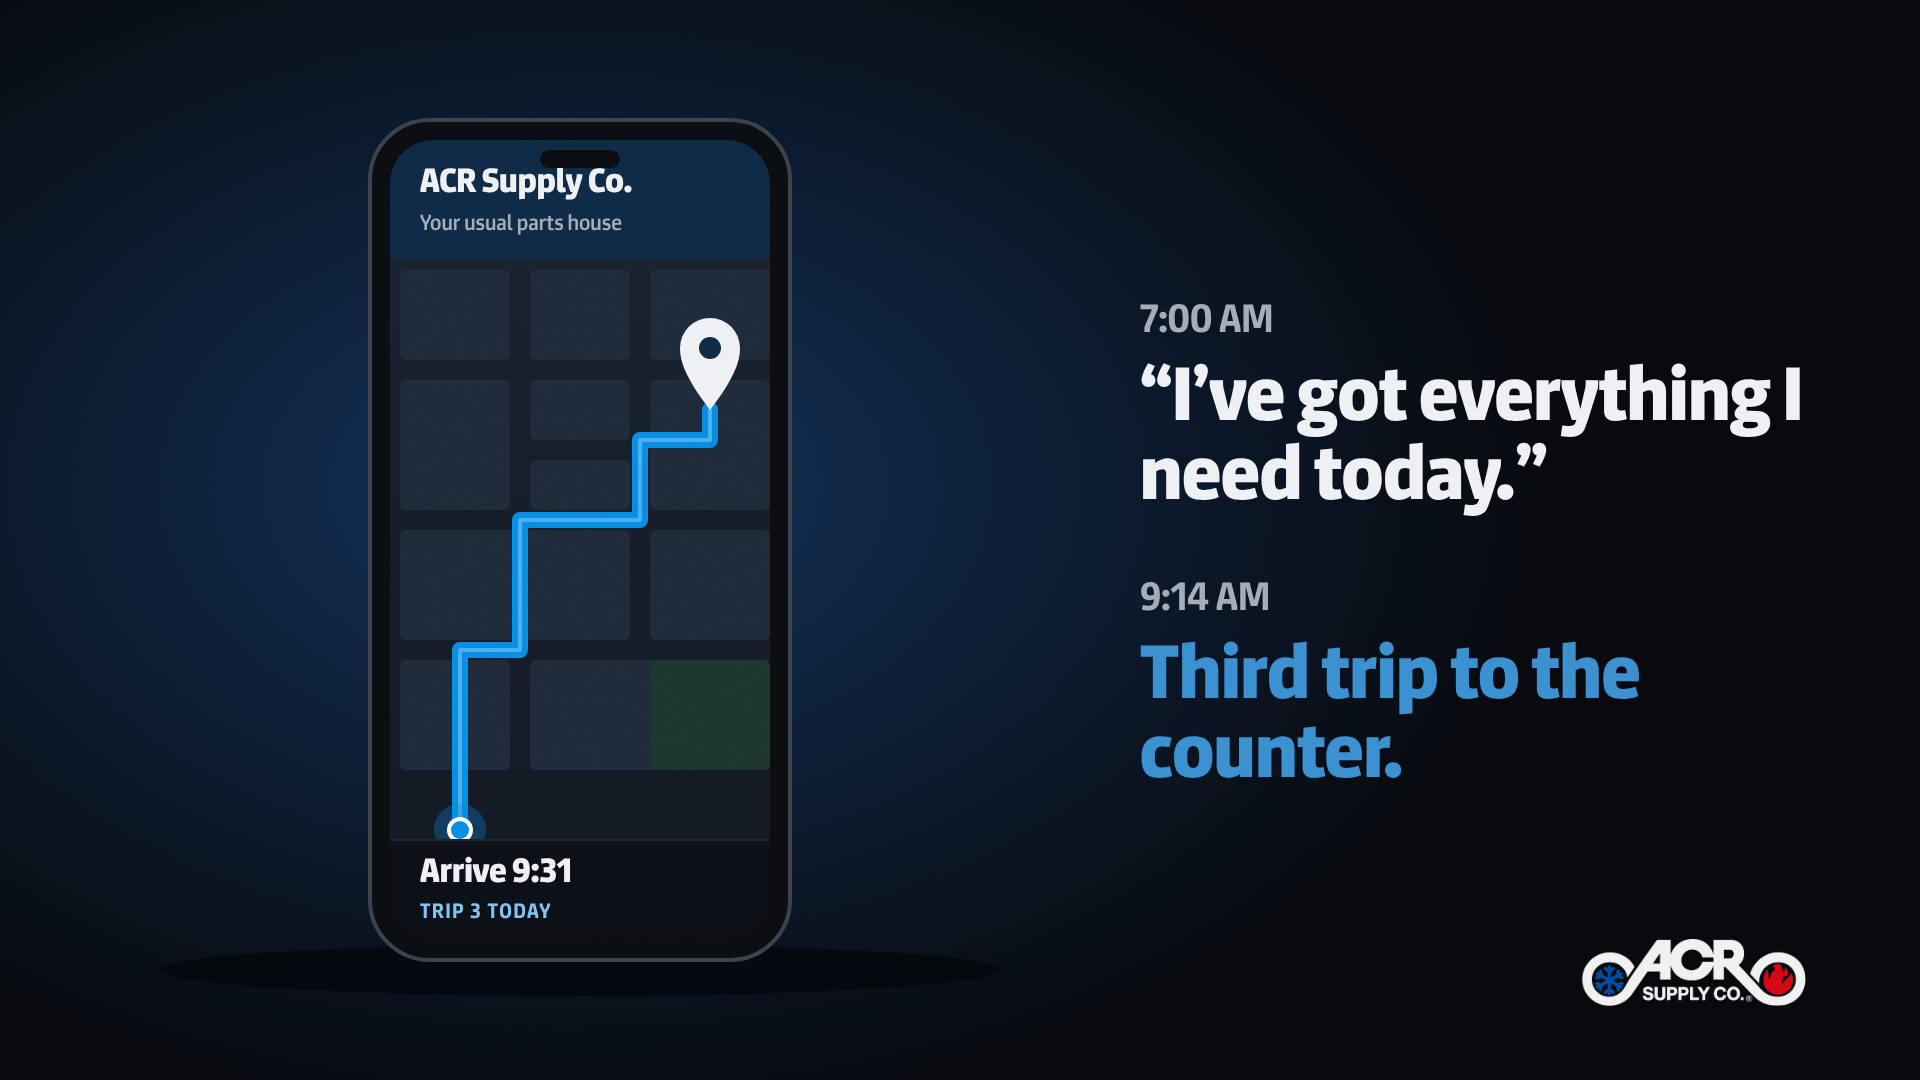 ACR Supply Co.
Your usual parts house
Arrive 9:31
TRIP 3 TODAY
7:00 AM
“I’ve got everything I
need today.”
9:14 AM
Third trip to the
counter.
ACR
SUPPLY CO.®